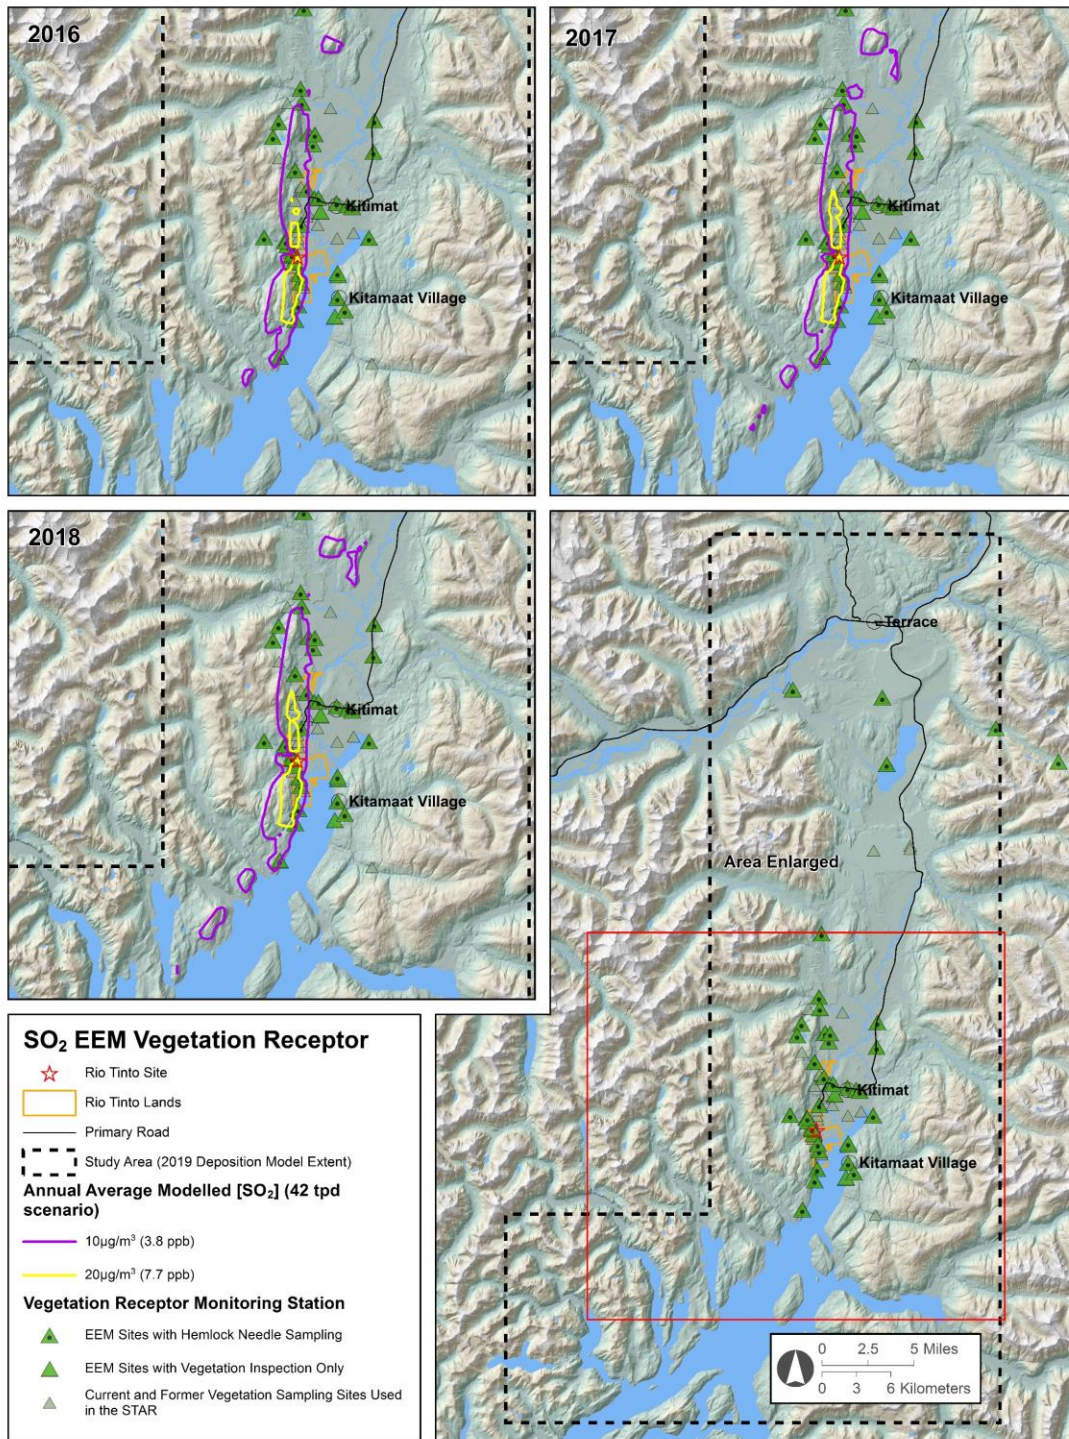 2016
Kitimat
Kitamaat Village
2017
Kitimat
Kitamaat Village
2018
Kitimat
Kitamaat Village
Terrace
Area Enlarged
Kitimat
Kitamaat Village
SO₂ EEM Vegetation Receptor
Rio Tinto Site
Rio Tinto Lands
Primary Road
Study Area (2019 Deposition Model Extent)
Annual Average Modelled [SO₂] (42 tpd
scenario)
10µg/m³ (3.8 ppb)
20µg/m³ (7.7 ppb)
Vegetation Receptor Monitoring Station
EEM Sites with Hemlock Needle Sampling
EEM Sites with Vegetation Inspection Only
Current and Former Vegetation Sampling Sites Used
in the STAR
0 2.5 5 Miles
0 3 6 Kilometers